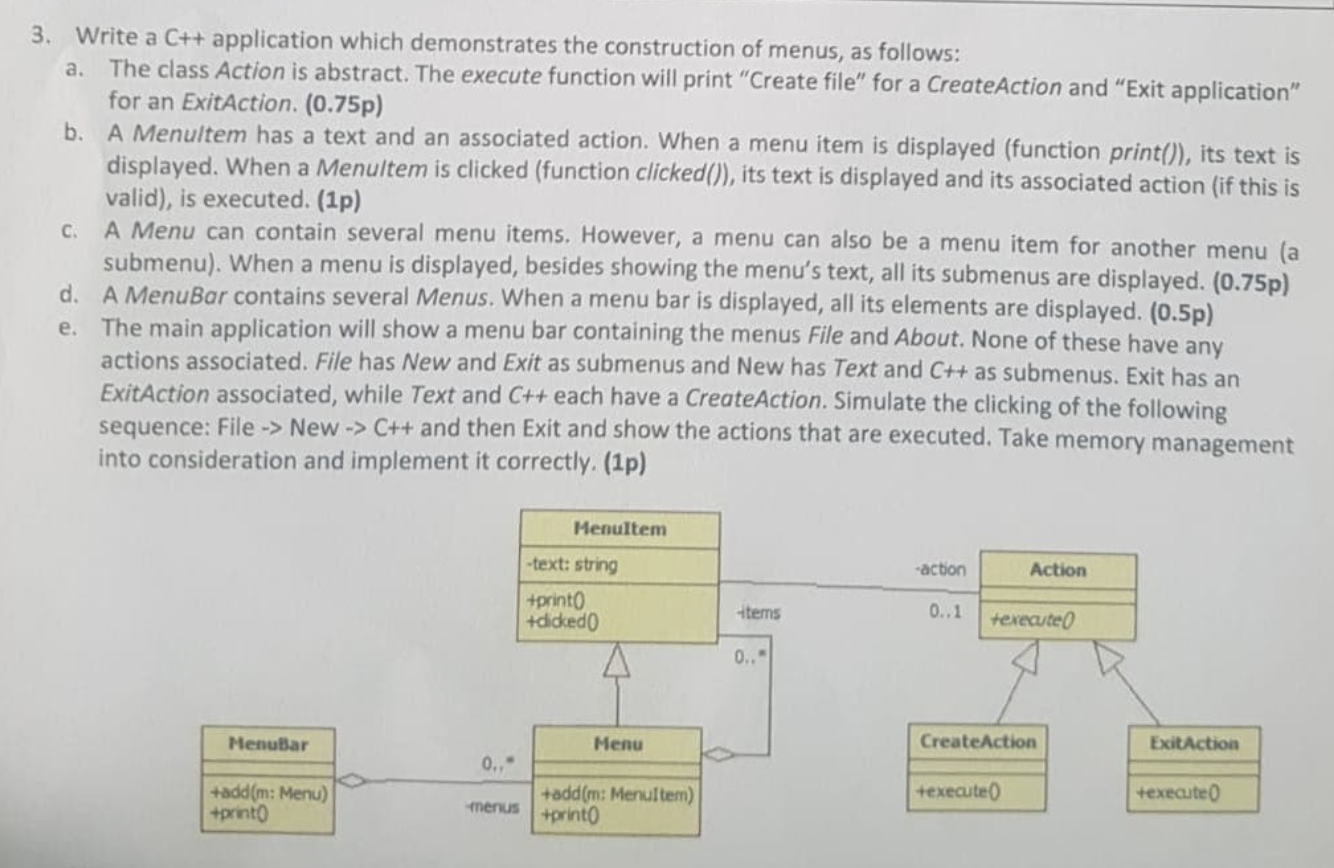 3. Write a C++ application which demonstrates the construction of menus, as follows:
a. The class Action is abstract. The execute function will print "Create file" for a CreateAction and "Exit application"
for an ExitAction. (0.75p)
b. A MenuItem has a text and an associated action. When a menu item is displayed (function print()), its text is
displayed. When a MenuItem is clicked (function clicked()), its text is displayed and its associated action (if this is
valid), is executed. (1p)
c. A Menu can contain several menu items. However, a menu can also be a menu item for another menu (a
submenu). When a menu is displayed, besides showing the menu's text, all its submenus are displayed. (0.75p)
d. A MenuBar contains several Menus. When a menu bar is displayed, all its elements are displayed. (0.5p)
e. The main application will show a menu bar containing the menus File and About. None of these have any
actions associated. File has New and Exit as submenus and New has Text and C++ as submenus. Exit has an
ExitAction associated, while Text and C++ each have a CreateAction. Simulate the clicking of the following
sequence: File -> New -> C++ and then Exit and show the actions that are executed. Take memory management
into consideration and implement it correctly. (1p)
MenuItem
-text: string
+print()
+clicked()
-items
0..*
-action
0..1
Action
+execute()
MenuBar
+add(m: Menu)
+print()
0..*
-menus
Menu
+add(m: MenuItem)
+print()
CreateAction
+execute()
ExitAction
+execute()